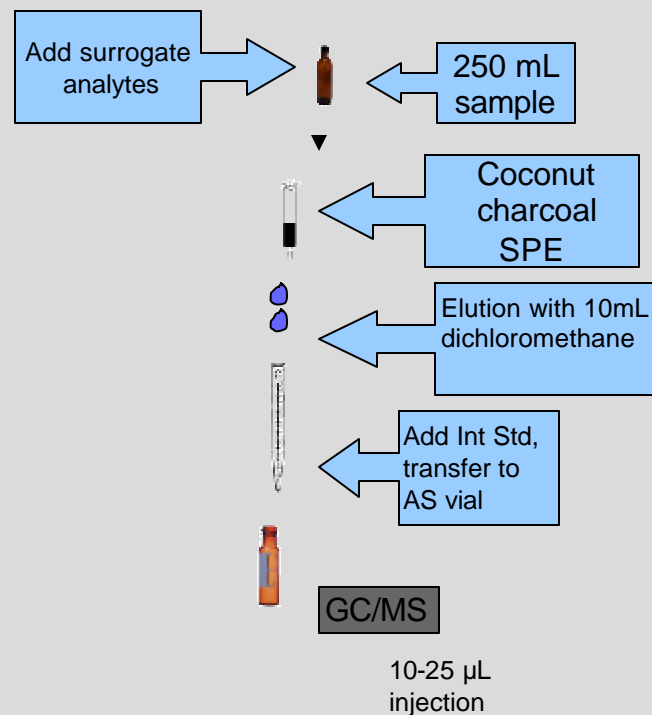 Add surrogate
analytes
250 mL
sample
Coconut
charcoal
SPE
Elution with 10mL
dichloromethane
Add Int Std,
transfer to
AS vial
GC/MS
10-25 µL
injection